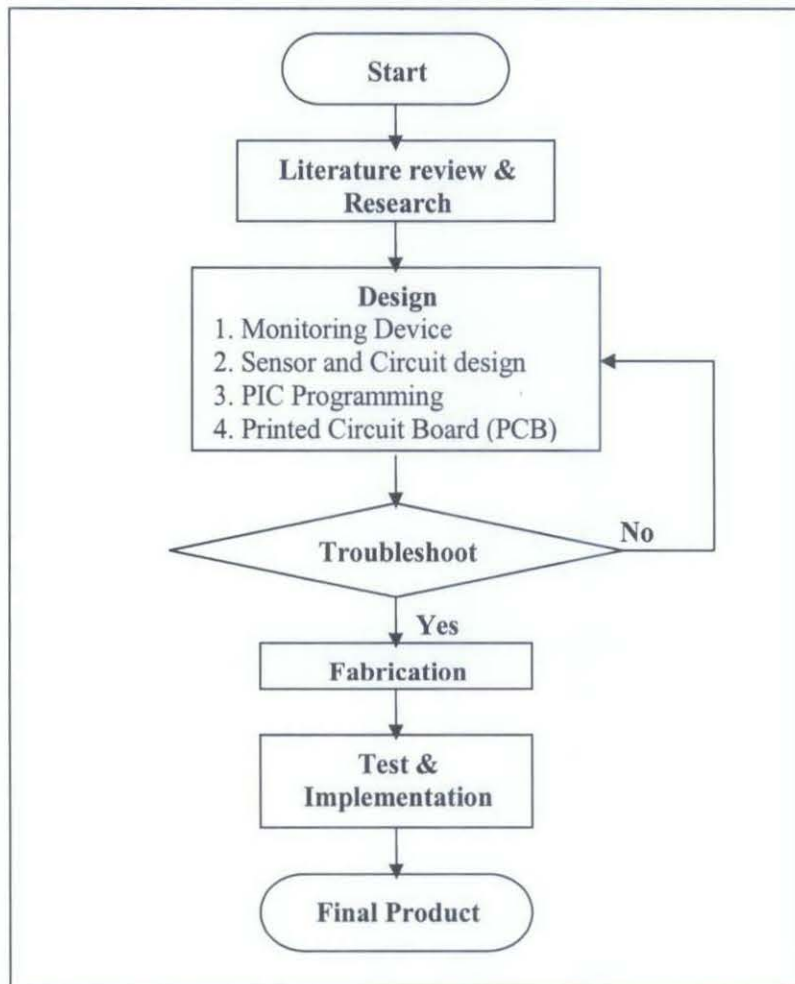 Start
Literature review &
Research
Design
1. Monitoring Device
2. Sensor and Circuit design
3. PIC Programming
4. Printed Circuit Board (PCB)
Troubleshoot
No
Yes
Fabrication
Test &
Implementation
Final Product